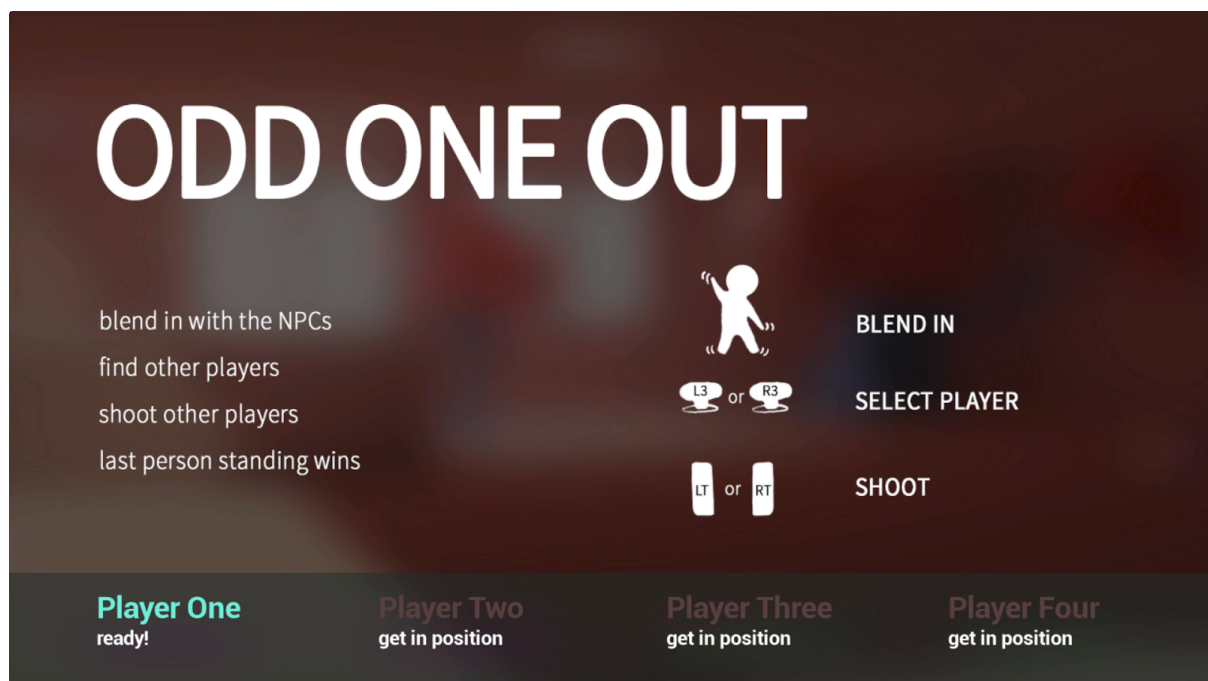 ODD ONE OUT
blend in with the NPCs
find other players
shoot other players
last person standing wins
BLEND IN
L3 or R3 SELECT PLAYER
LT or RT SHOOT
Player One
ready!
Player Two
get in position
Player Three
get in position
Player Four
get in position